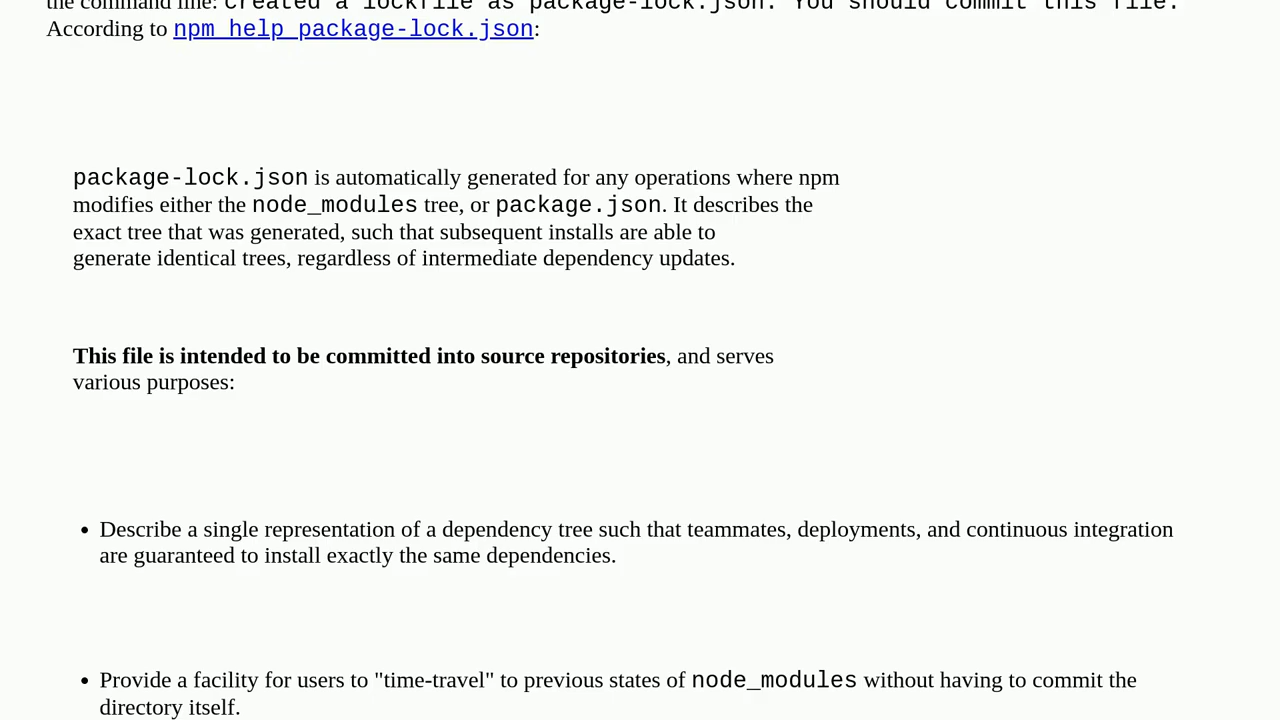 the command line: Created a lockfile as package-lock.json. You should commit this file.
According to npm help package-lock.json:
package-lock.json is automatically generated for any operations where npm
modifies either the node_modules tree, or package.json. It describes the
exact tree that was generated, such that subsequent installs are able to
generate identical trees, regardless of intermediate dependency updates.
This file is intended to be committed into source repositories, and serves
various purposes:
• Describe a single representation of a dependency tree such that teammates, deployments, and continuous integration
are guaranteed to install exactly the same dependencies.
• Provide a facility for users to "time-travel" to previous states of node_modules without having to commit the
directory itself.